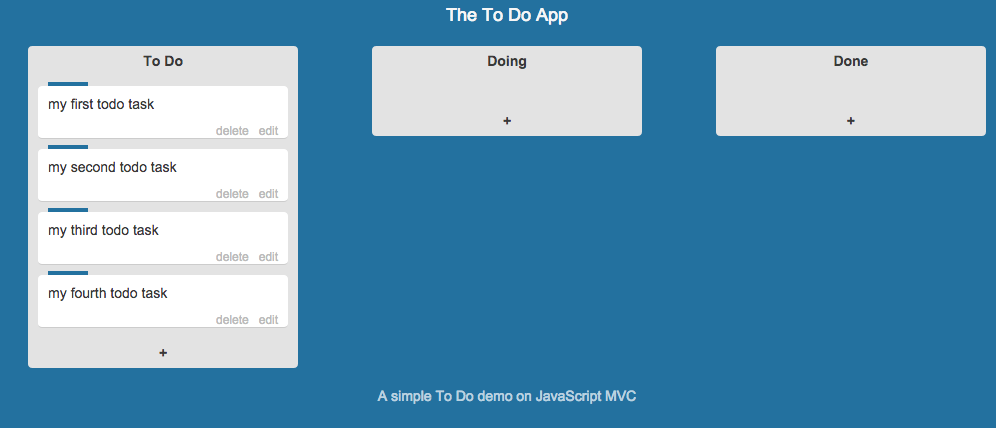 The To Do App
To Do
my first todo task
delete edit
my second todo task
delete edit
my third todo task
delete edit
my fourth todo task
delete edit
+
Doing
+
Done
+
A simple To Do demo on JavaScript MVC